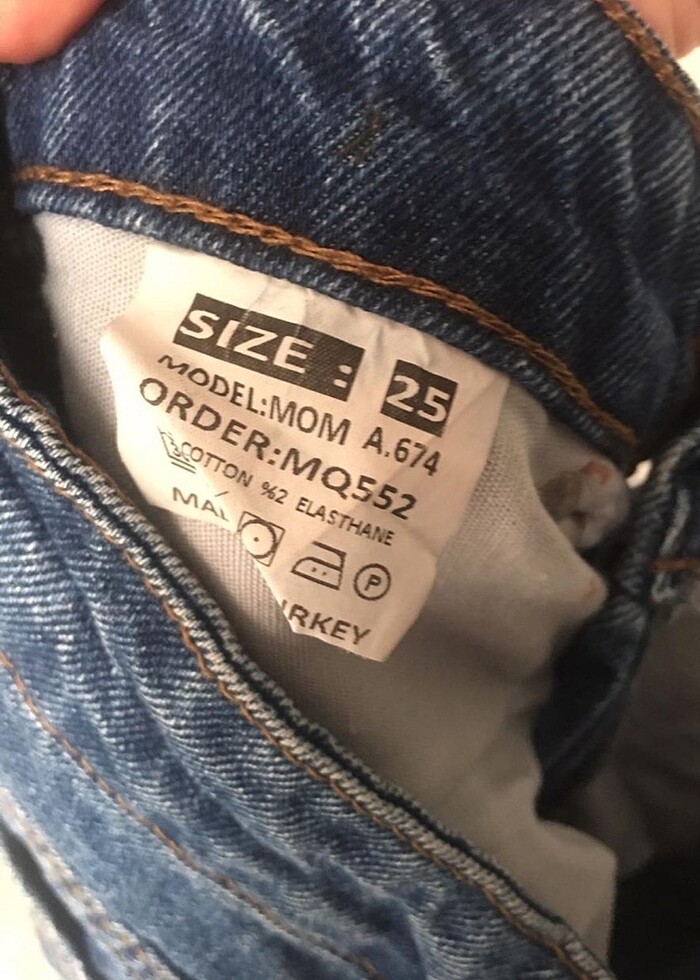 SIZE : 25
MODEL:MOM A.674
ORDER:MQ552
COTTON %2 ELASTHANE
P